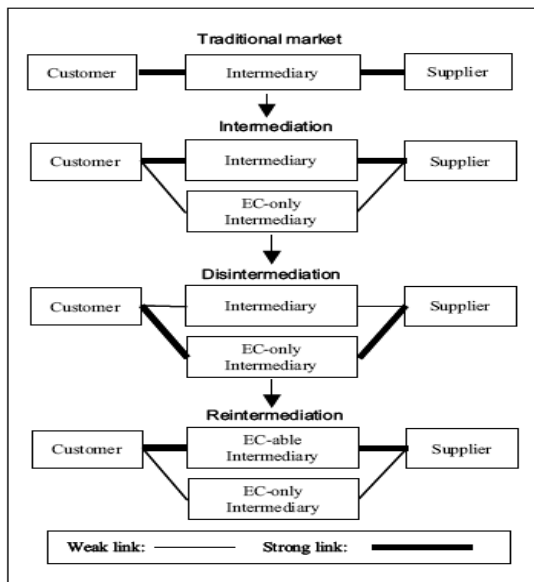 Traditional market
Customer Intermediary Supplier
Intermediation
Customer Intermediary Supplier
EC-only
Intermediary
Disintermediation
Customer Intermediary Supplier
EC-only
Intermediary
Reintermediation
Customer EC-able Intermediary Supplier
EC-only
Intermediary
Weak link: Strong link: